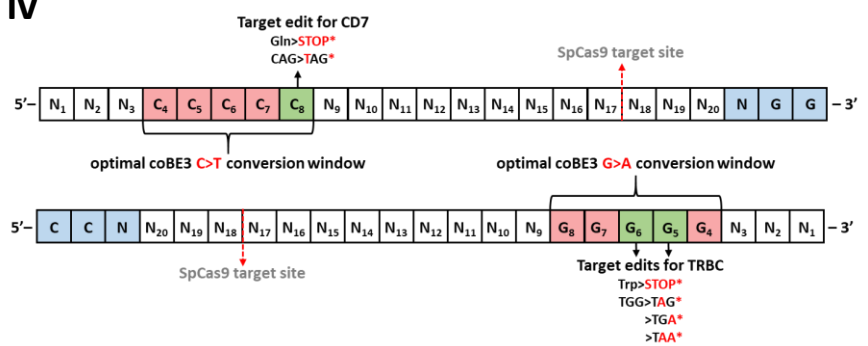 IV
Target edit for CD7
Gln>STOP*
CAG>TAG*
SpCas9 target site
5’– N1 N2 N3 C4 C5 C6 C7 C8 N9 N10 N11 N12 N13 N14 N15 N16 N17 N18 N19 N20 N G G – 3’
optimal coBE3 C>T conversion window
optimal coBE3 G>A conversion window
5’– C C N N20 N19 N18 N17 N16 N15 N14 N13 N12 N11 N10 N9 G8 G7 G6 G5 G4 N3 N2 N1 – 3’
SpCas9 target site
Target edits for TRBC
Trp>STOP*
TGG>TAG*
>TGA*
>TAA*